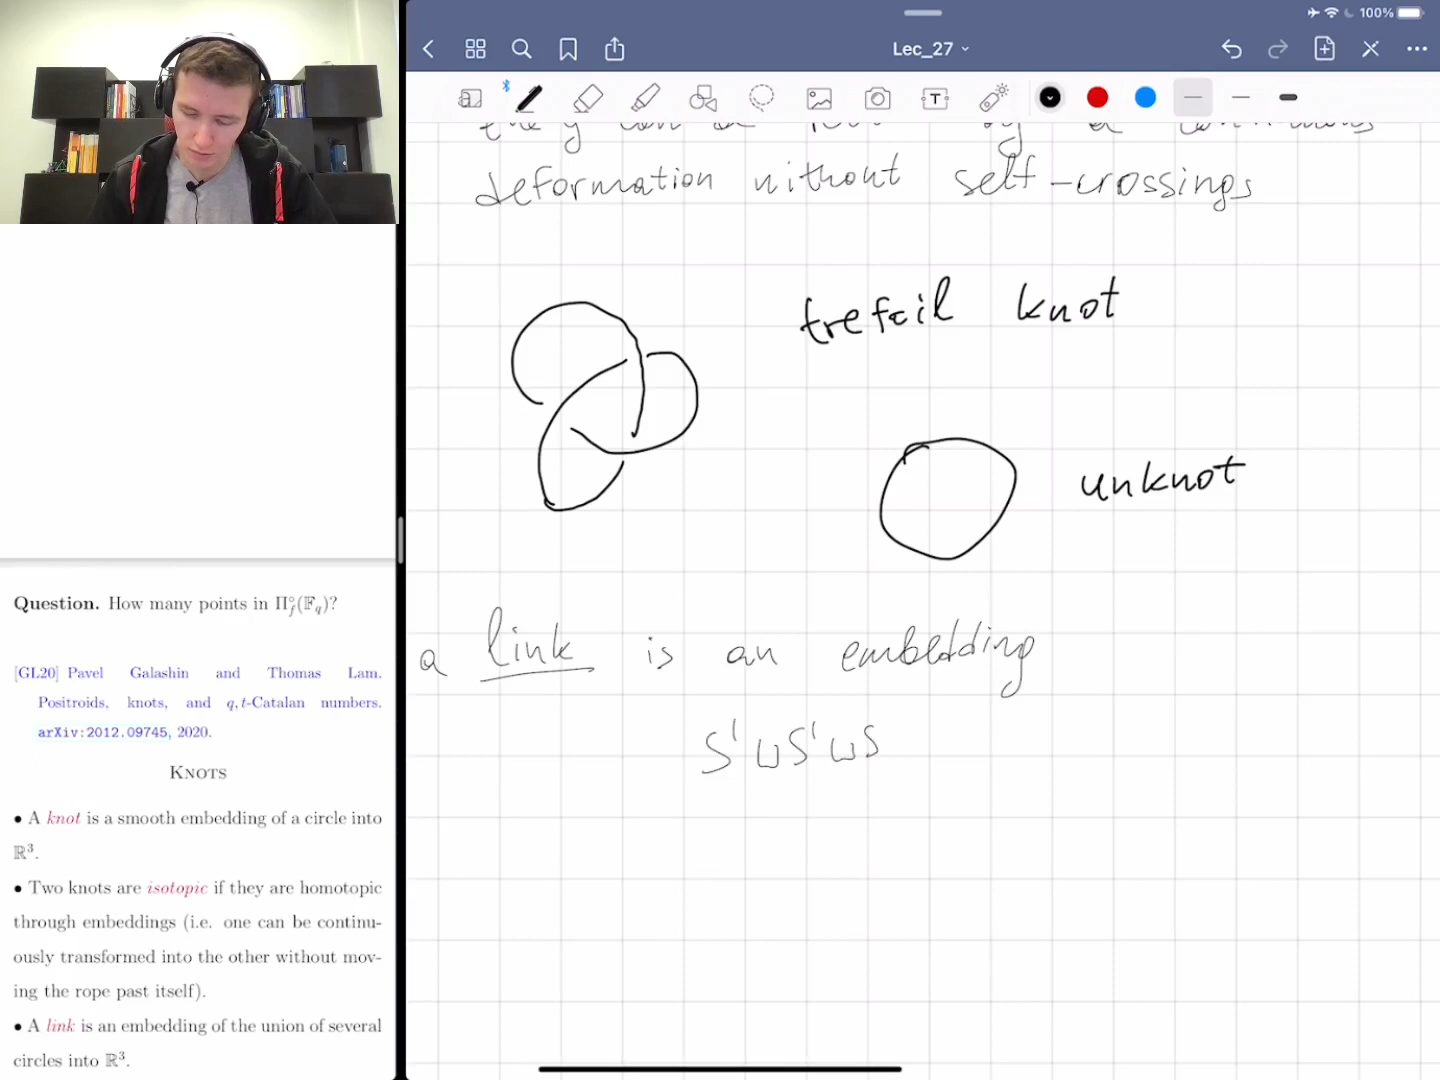 100%
Lec_27
T
deformation without self-crossings
trefoil knot
unknot
a link is an embedding
S¹ ⊔ S¹ ⊔ S
Question. How many points in Π°_f(𝔽_q)?
[GL20] Pavel Galashin and Thomas Lam.
Positroids, knots, and q,t-Catalan numbers.
arXiv:2012.09745, 2020.
KNOTS
• A knot is a smooth embedding of a circle into
ℝ³.
• Two knots are isotopic if they are homotopic
through embeddings (i.e. one can be continu-
ously transformed into the other without mov-
ing the rope past itself).
• A link is an embedding of the union of several
circles into ℝ³.